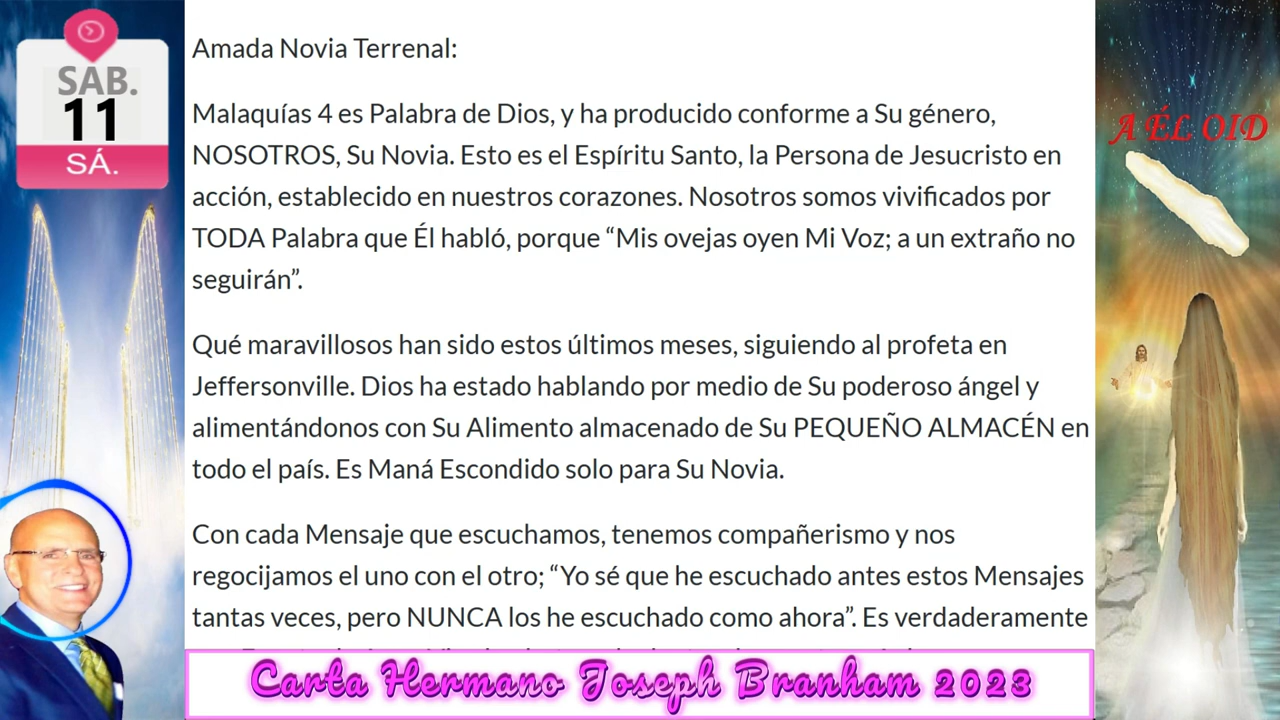 SAB.
11
SÁ.
Amada Novia Terrenal:
Malaquías 4 es Palabra de Dios, y ha producido conforme a Su género,
NOSOTROS, Su Novia. Esto es el Espíritu Santo, la Persona de Jesucristo en
acción, establecido en nuestros corazones. Nosotros somos vivificados por
TODA Palabra que Él habló, porque “Mis ovejas oyen Mi Voz; a un extraño no
seguirán”.
Qué maravillosos han sido estos últimos meses, siguiendo al profeta en
Jeffersonville. Dios ha estado hablando por medio de Su poderoso ángel y
alimentándonos con Su Alimento almacenado de Su PEQUEÑO ALMACÉN en
todo el país. Es Maná Escondido solo para Su Novia.
Con cada Mensaje que escuchamos, tenemos compañerismo y nos
regocijamos el uno con el otro; “Yo sé que he escuchado antes estos Mensajes
tantas veces, pero NUNCA los he escuchado como ahora”. Es verdaderamente
Carta Hermano Joseph Branham 2023
A ÉL OID